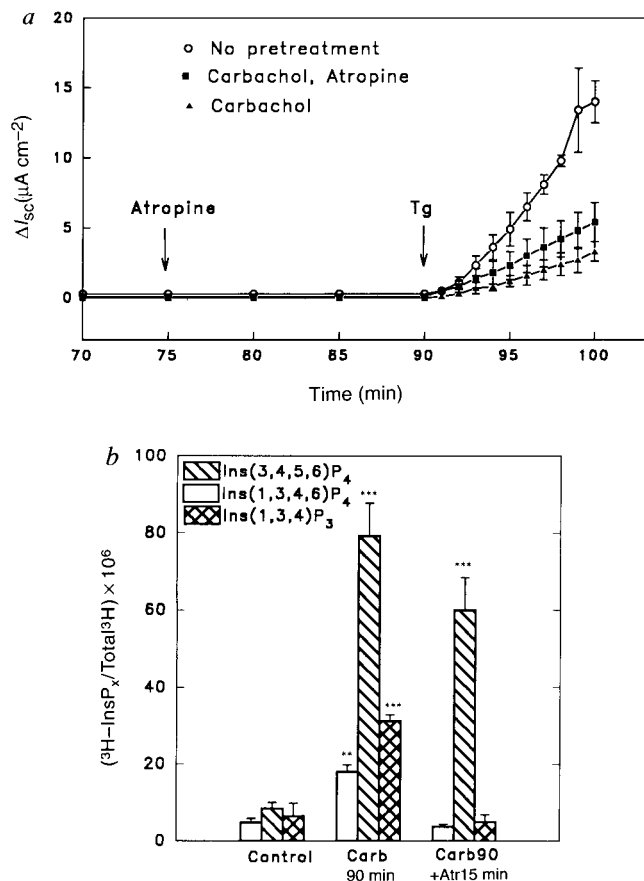 a
20
15
10
5
0
ΔIsc(μA cm−2)
No pretreatment
Carbachol, Atropine
Carbachol
Atropine
Tg
70 75 80 85 90 95 100
Time (min)
b
100
80
60
40
20
0
(3H-InsPx/Total3H) × 106
Ins(3,4,5,6)P4
Ins(1,3,4,6)P4
Ins(1,3,4)P3
***
**
***
***
Control Carb Carb90
90 min +Atr15 min